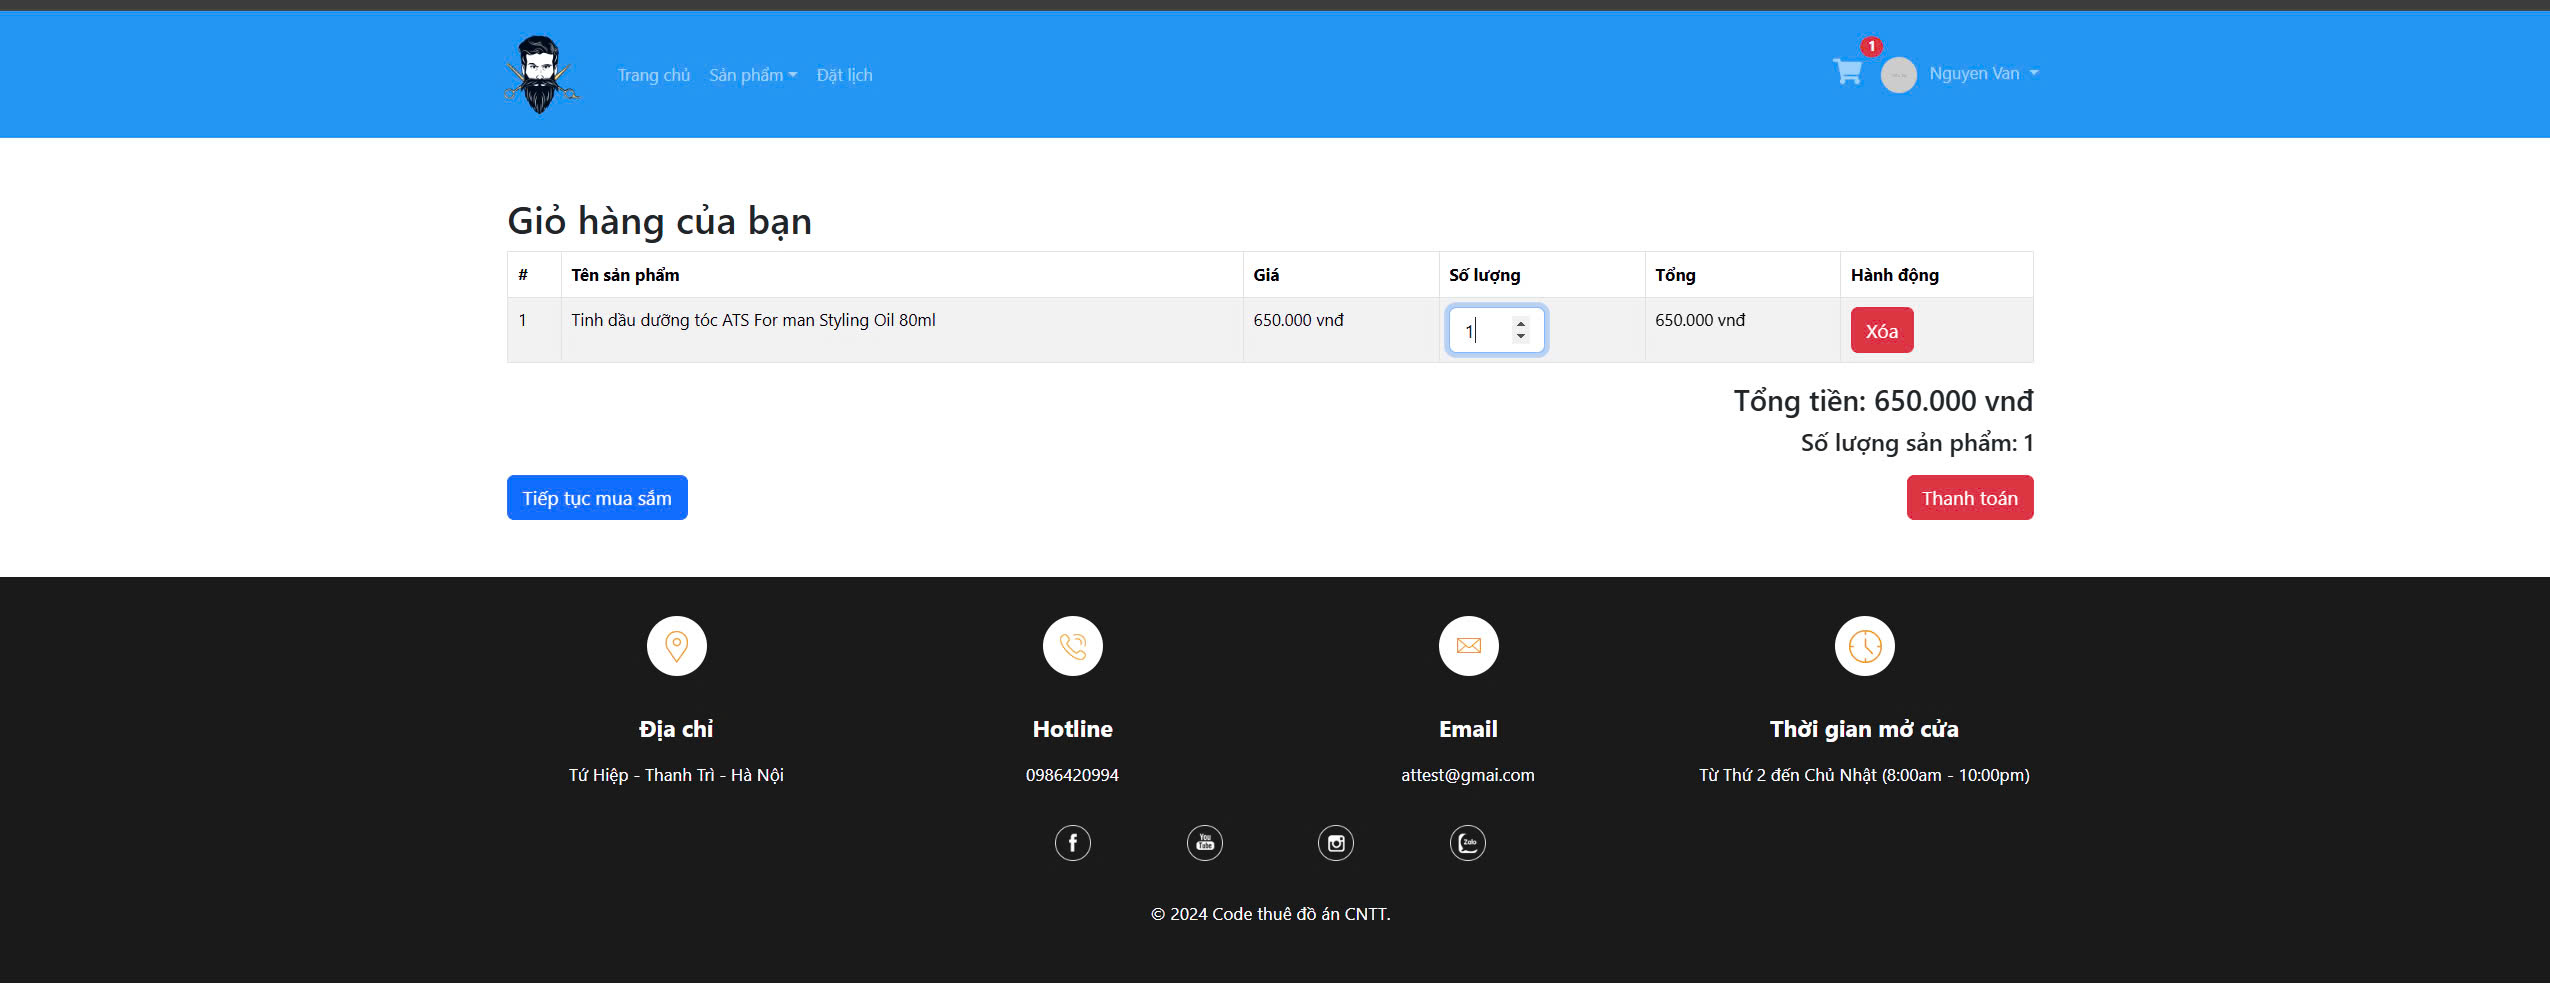 1
Trang chủ Sản phẩm Đặt lịch Nguyen Van
Giỏ hàng của bạn
# Tên sản phẩm Giá Số lượng Tổng Hành động
1 Tinh dầu dưỡng tóc ATS For man Styling Oil 80ml 650.000 vnđ 1 650.000 vnđ Xóa
Tổng tiền: 650.000 vnđ
Số lượng sản phẩm: 1
Tiếp tục mua sắm Thanh toán
Địa chỉ Hotline Email Thời gian mở cửa
Tứ Hiệp - Thanh Trì - Hà Nội 0986420994 attest@gmai.com Từ Thứ 2 đến Chủ Nhật (8:00am - 10:00pm)
f You Tube Zalo
© 2024 Code thuê đồ án CNTT.